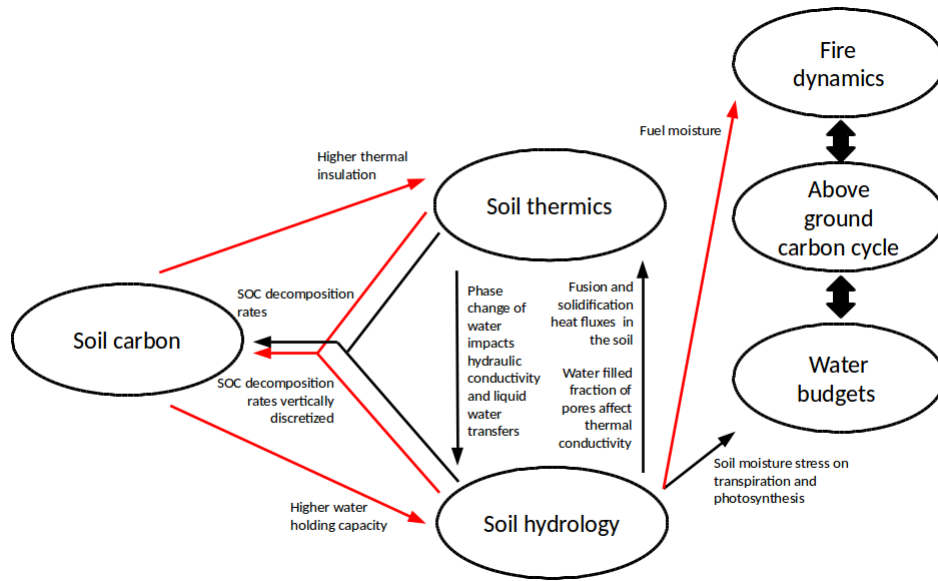 Fire
dynamics
Fuel moisture
Higher thermal
insulation
Soil thermics
Above
ground
carbon cycle
SOC decomposition
rates
Phase
change of
water
impacts
hydraulic
conductivity
and liquid
water
transfers
Fusion and
solidification
heat fluxes in
the soil
Water filled
fraction of
pores affect
thermal
conductivity
Soil carbon
SOC decomposition
rates vertically
discretized
Water
budgets
Soil moisture stress on
transpiration and
photosynthesis
Higher water
holding capacity
Soil hydrology